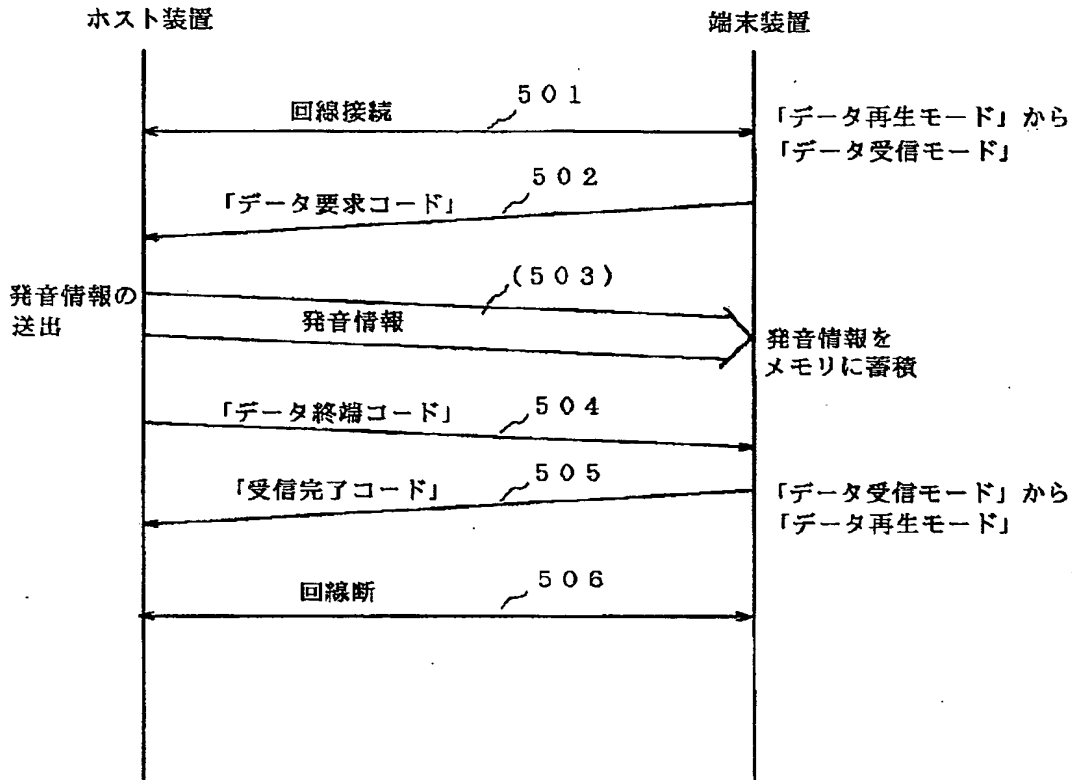 ホスト装置
端末装置
501
回線接続
「データ再生モード」から
「データ受信モード」
502
「データ要求コード」
(503)
発音情報の
送出
発音情報
発音情報を
メモリに蓄積
504
「データ終端コード」
505
「受信完了コード」
「データ受信モード」から
「データ再生モード」
506
回線断